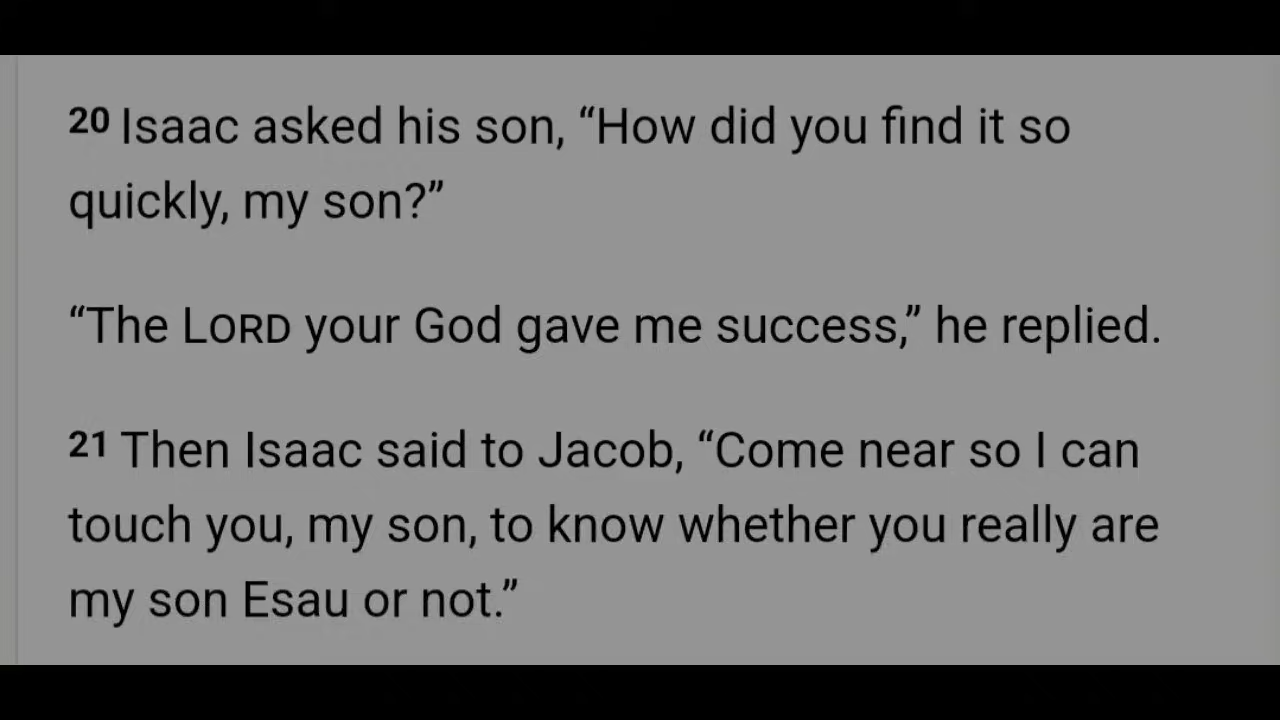 20 Isaac asked his son, “How did you find it so
quickly, my son?”
“The LORD your God gave me success,” he replied.
21 Then Isaac said to Jacob, “Come near so I can
touch you, my son, to know whether you really are
my son Esau or not.”